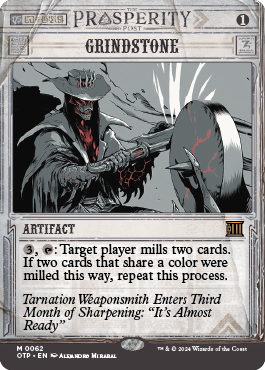 THE
PROSPERITY
POST
1
GRINDSTONE
ARTIFACT
3, T: Target player mills two cards.
If two cards that share a color were
milled this way, repeat this process.
Tarnation Weaponsmith Enters Third
Month of Sharpening: “It’s Almost
Ready”
M 0062
OTP • EN Alejandro Mirabal
™ & © 2024 Wizards of the Coast